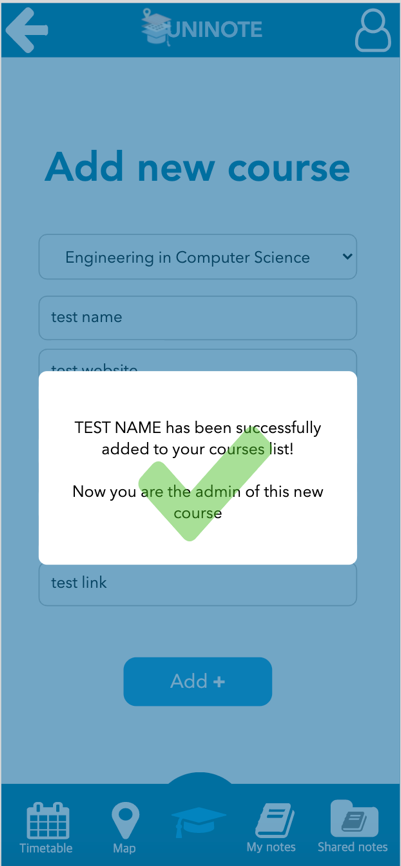 UNINOTE
Add new course
Engineering in Computer Science
test name
test website
TEST NAME has been successfully
added to your courses list!
Now you are the admin of this new
course
test link
Add +
Timetable
Map
My notes
Shared notes